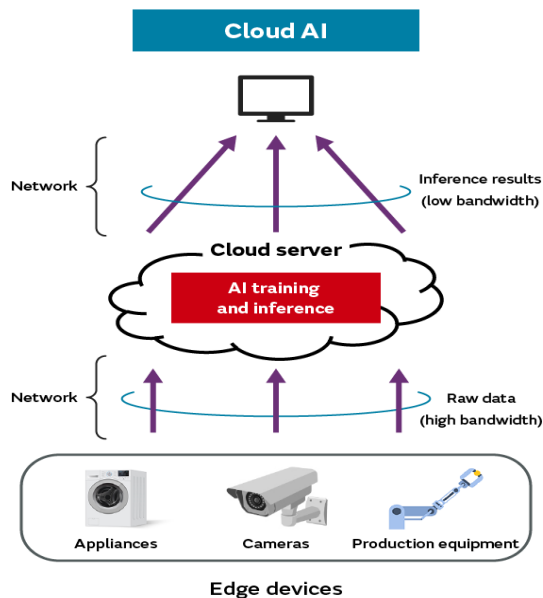 Cloud AI
Network
Inference results
(low bandwidth)
Cloud server
AI training
and inference
Network
Raw data
(high bandwidth)
Appliances
Cameras
Production equipment
Edge devices